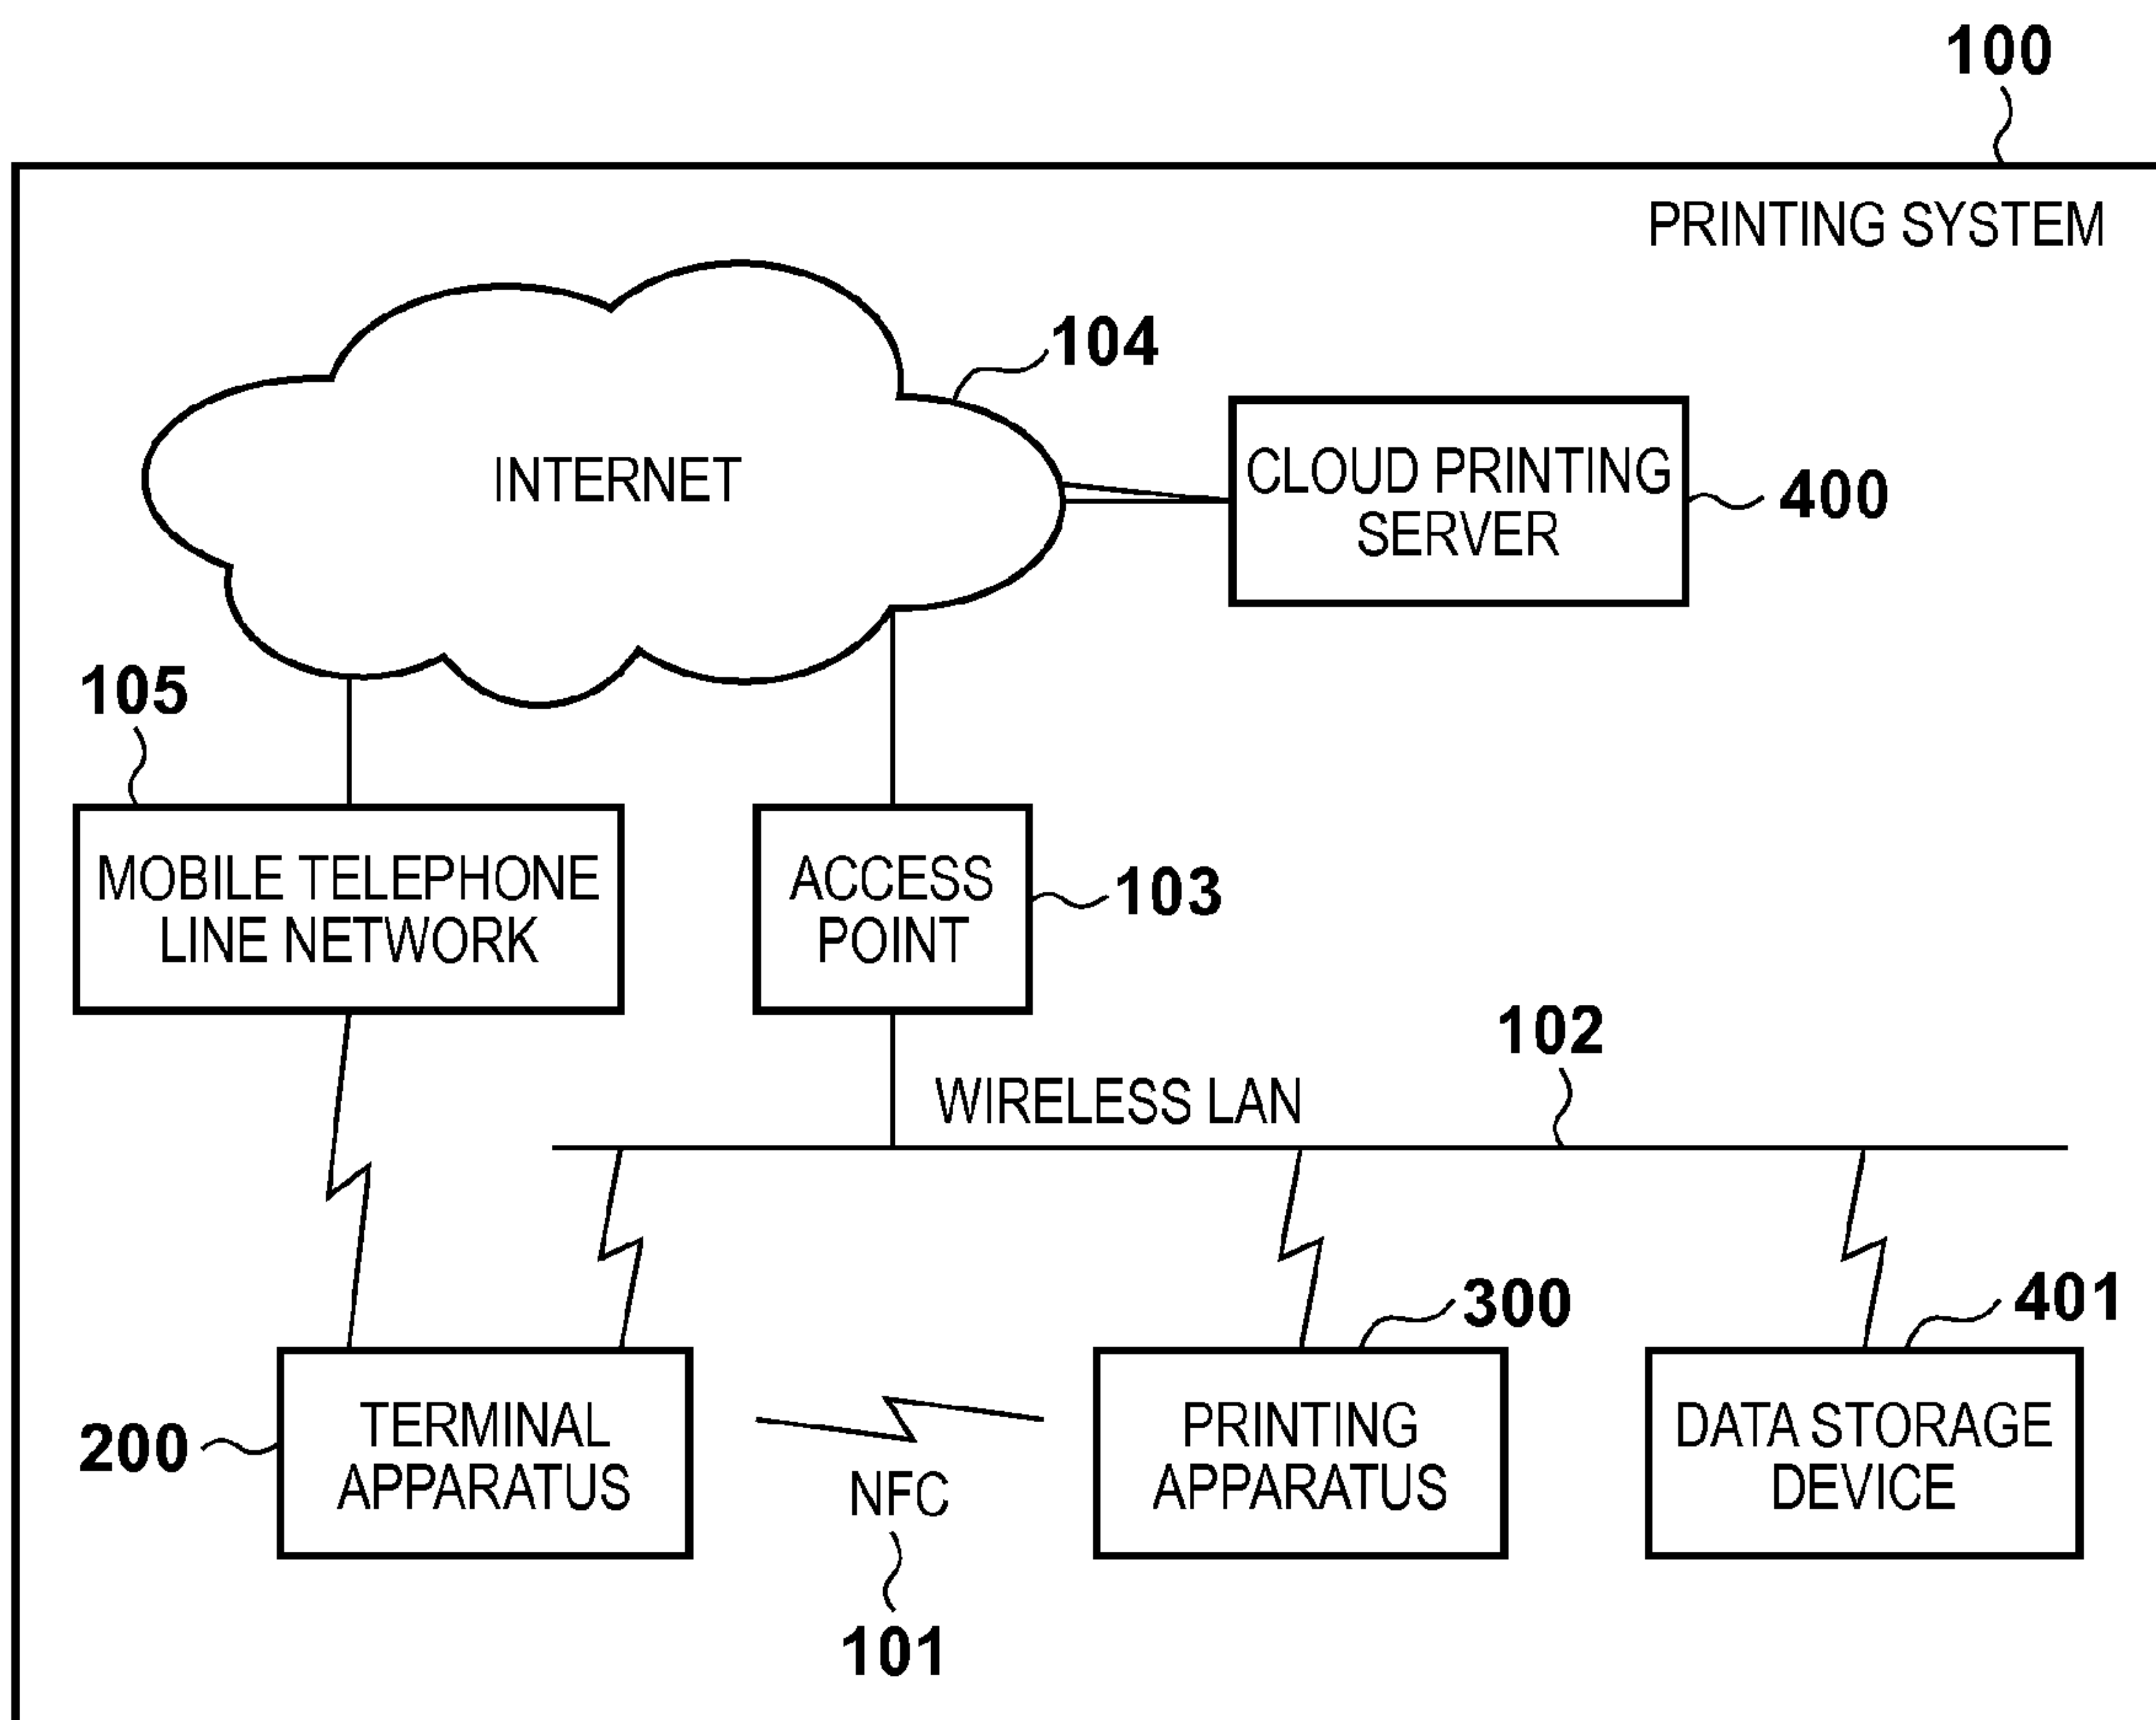 100
PRINTING SYSTEM
104
INTERNET
CLOUD PRINTING
SERVER
400
105
MOBILE TELEPHONE
LINE NETWORK
ACCESS
POINT
103
102
WIRELESS LAN
300
401
200
TERMINAL
APPARATUS
NFC
101
PRINTING
APPARATUS
DATA STORAGE
DEVICE